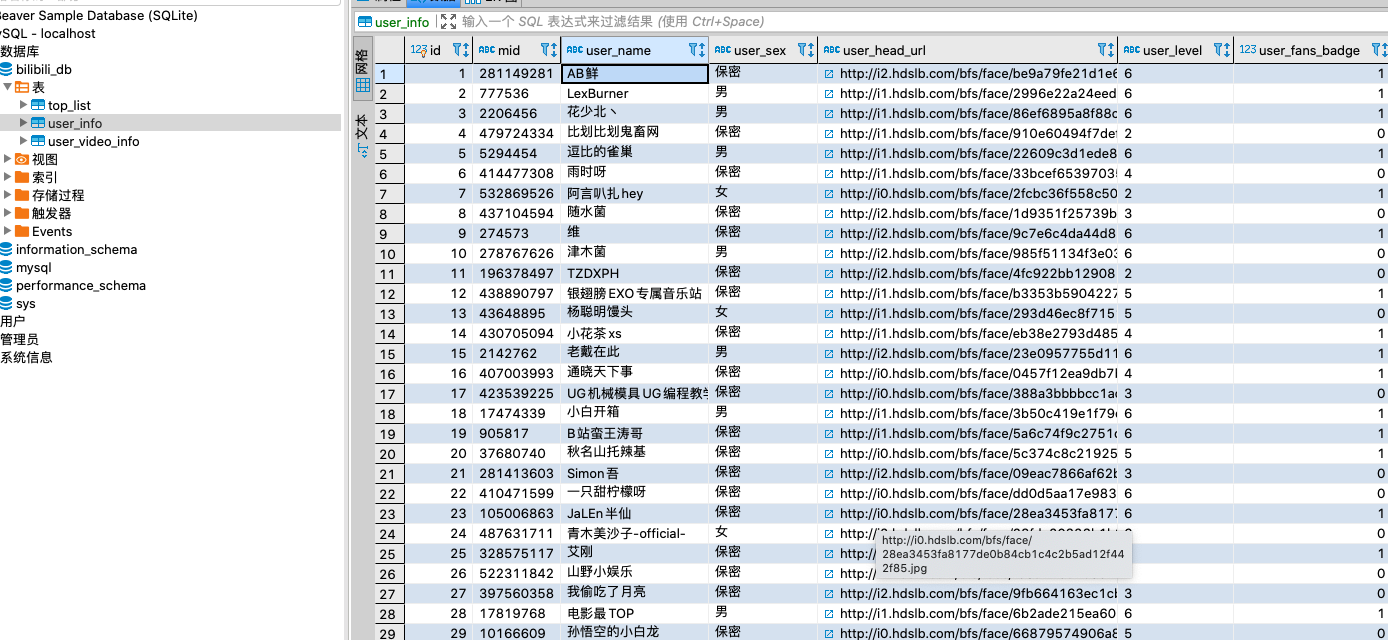 Beaver Sample Database (SQLite)
ySQL - localhost
数据库
bilibili_db
表
top_list
user_info
user_video_info
视图
索引
存储过程
触发器
Events
information_schema
mysql
performance_schema
sys
用户
管理员
系统信息
user_info 输入一个 SQL 表达式来过滤结果 (使用 Ctrl+Space)
网格
文本
123 id ABC mid ABC user_name ABC user_sex ABC user_head_url ABC user_level 123 user_fans_badge
1 1 281149281 AB鲜 保密 http://i2.hdslb.com/bfs/face/be9a79fe21d1e6 6 1
2 2 777536 LexBurner 男 http://i1.hdslb.com/bfs/face/2996e22a24eed 6 1
3 3 2206456 花少北丶 男 http://i1.hdslb.com/bfs/face/86ef6895a8f88c 6 1
4 4 479724334 比划比划鬼畜网 保密 http://i1.hdslb.com/bfs/face/910e60494f7de 2 0
5 5 5294454 逗比的雀巢 男 http://i1.hdslb.com/bfs/face/22609c3d1ede8 6 1
6 6 414477308 雨时呀 保密 http://i1.hdslb.com/bfs/face/33bcef6539703 4 0
7 7 532869526 阿言叭扎hey 女 http://i0.hdslb.com/bfs/face/2fcbc36f558c50 2 1
8 8 437104594 随水菌 保密 http://i2.hdslb.com/bfs/face/1d9351f25739b 3 0
9 9 274573 维 保密 http://i2.hdslb.com/bfs/face/9c7e6c4da44d8 6 1
10 10 278767626 津木菌 男 http://i2.hdslb.com/bfs/face/985f51134f3e03 6 0
11 11 196378497 TZDXPH 保密 http://i2.hdslb.com/bfs/face/4fc922bb12908 2 0
12 12 438890797 银翅膀EXO专属音乐站 保密 http://i1.hdslb.com/bfs/face/b3353b5904227 5 1
13 13 43648895 杨聪明馒头 女 http://i1.hdslb.com/bfs/face/293d46ec8f715 5 0
14 14 430705094 小花茶xs 保密 http://i1.hdslb.com/bfs/face/eb38e2793d485 4 1
15 15 2142762 老戴在此 男 http://i2.hdslb.com/bfs/face/23e0957755d11 6 1
16 16 407003993 通晓天下事 保密 http://i2.hdslb.com/bfs/face/0457f12ea9db7 4 1
17 17 423539225 UG机械模具UG编程教学 保密 http://i2.hdslb.com/bfs/face/388a3bbbbcc1a 3 0
18 18 17474339 小白开箱 男 http://i1.hdslb.com/bfs/face/3b50c419e1f79 6 1
19 19 905817 B站蛮王涛哥 保密 http://i1.hdslb.com/bfs/face/5a6c74f9c2751 6 1
20 20 37680740 秋名山托辣基 保密 http://i0.hdslb.com/bfs/face/5c374c8c21925 5 1
21 21 281413603 Simon吾 保密 http://i2.hdslb.com/bfs/face/09eac7866af62 3 0
22 22 410471599 一只甜柠檬呀 保密 http://i0.hdslb.com/bfs/face/dd0d5aa17e983 6 0
23 23 105006863 JaLEn半仙 保密 http://i0.hdslb.com/bfs/face/28ea3453fa817 6 1
24 24 487631711 青木美沙子-official- 女 0
25 25 328575117 艾刚 保密 http:/ 1
26 26 522311842 山野小娱乐 保密 http:/ 0
http://i0.hdslb.com/bfs/face/
28ea3453fa8177de0b84cb1c4c2b5ad12f44
2f85.jpg
27 27 397560358 我偷吃了月亮 保密 http://i2.hdslb.com/bfs/face/9fb664163ec1c 3 0
28 28 17819768 电影最TOP 男 http://i1.hdslb.com/bfs/face/6b2ade215ea60 6 1
29 29 10166609 孙悟空的小白龙 保密 http://i0.hdslb.com/bfs/face/66879574906a8 5 0